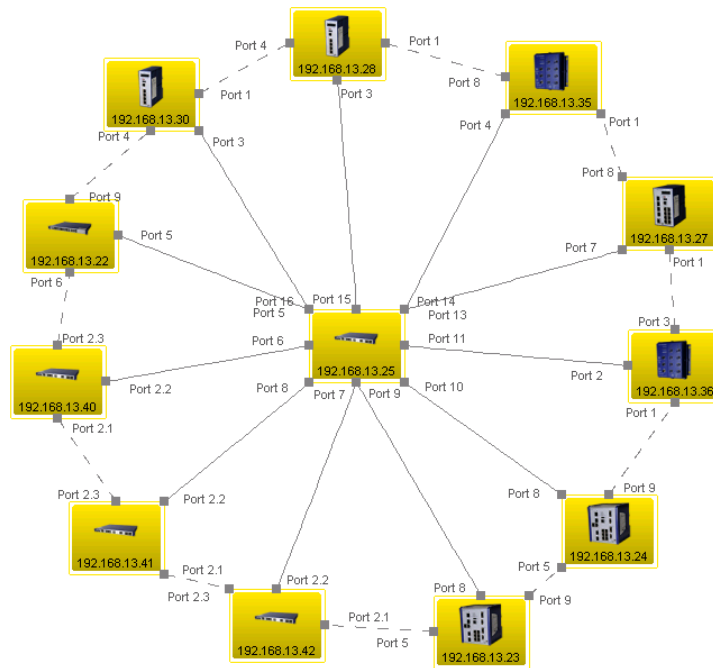 Port 4
192.168.13.28
Port 1
Port 3
Port 8
192.168.13.35
Port 4
Port 1
Port 1
192.168.13.30
Port 4
Port 3
Port 8
192.168.13.27
Port 7
Port 1
Port 9
192.168.13.22
Port 5
Port 6
Port 16
Port 5
Port 15
Port 14
Port 13
Port 6
Port 11
192.168.13.25
Port 8
Port 7
Port 9
Port 10
Port 3
192.168.13.36
Port 2
Port 1
Port 2.3
192.168.13.40
Port 2.2
Port 2.1
Port 2.3
Port 2.2
192.168.13.41
Port 2.1
Port 2.3
Port 2.2
192.168.13.42
Port 2.1
Port 5
Port 8
192.168.13.23
Port 9
Port 5
Port 8
Port 9
192.168.13.24